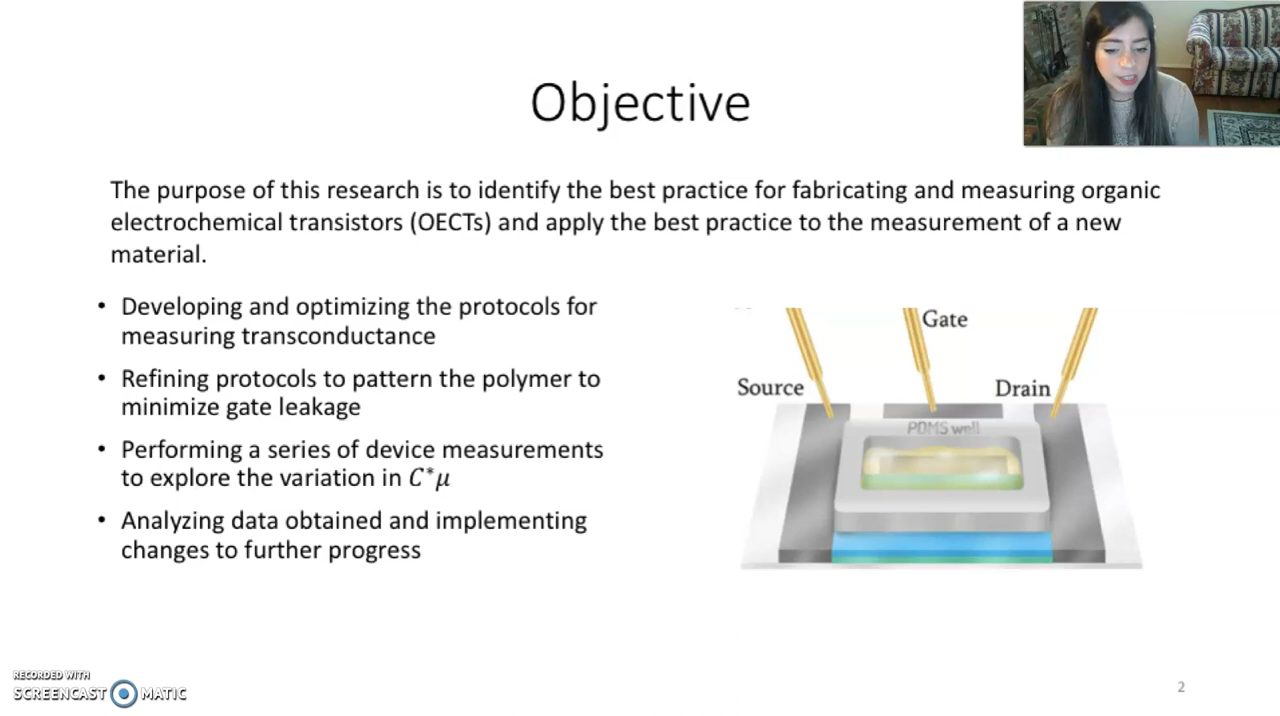 Objective
The purpose of this research is to identify the best practice for fabricating and measuring organic
electrochemical transistors (OECTs) and apply the best practice to the measurement of a new
material.
• Developing and optimizing the protocols for
measuring transconductance
• Refining protocols to pattern the polymer to
minimize gate leakage
• Performing a series of device measurements
to explore the variation in C*μ
• Analyzing data obtained and implementing
changes to further progress
Gate
Source
Drain
PDMS well
RECORDED WITH
SCREENCAST MATIC
2